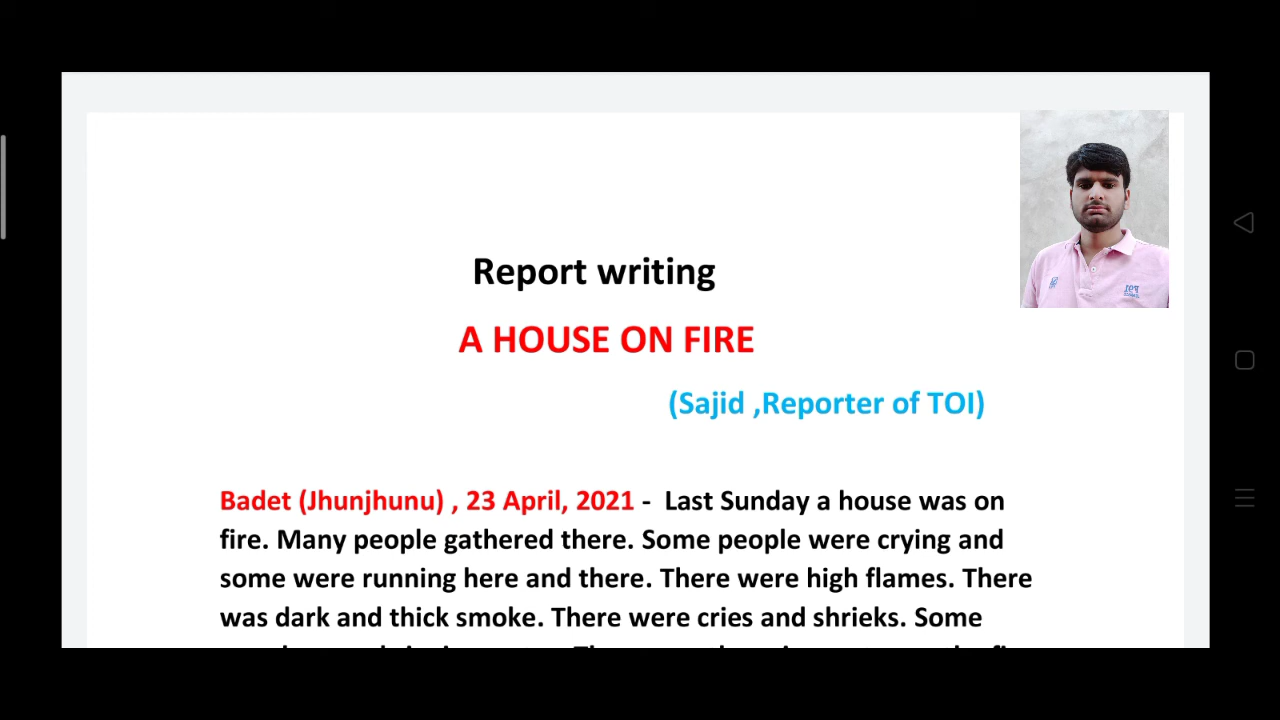 Report writing
A HOUSE ON FIRE
(Sajid ,Reporter of TOI)
Badet (Jhunjhunu) , 23 April, 2021 - Last Sunday a house was on
fire. Many people gathered there. Some people were crying and
some were running here and there. There were high flames. There
was dark and thick smoke. There were cries and shrieks. Some